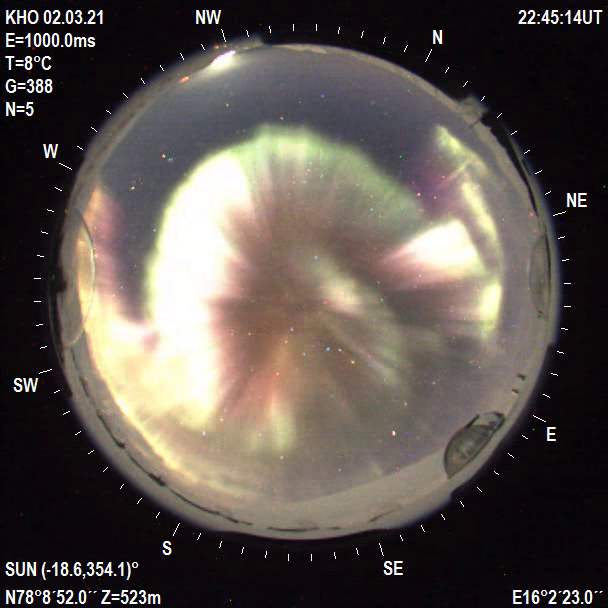 KHO 02.03.21
E=1000.0ms
T=8°C
G=388
N=5
22:45:14UT
NW
N
W
NE
SW
E
S
SE
SUN (-18.6,354.1)°
N78°8´52.0´´ Z=523m
E16°2´23.0´´